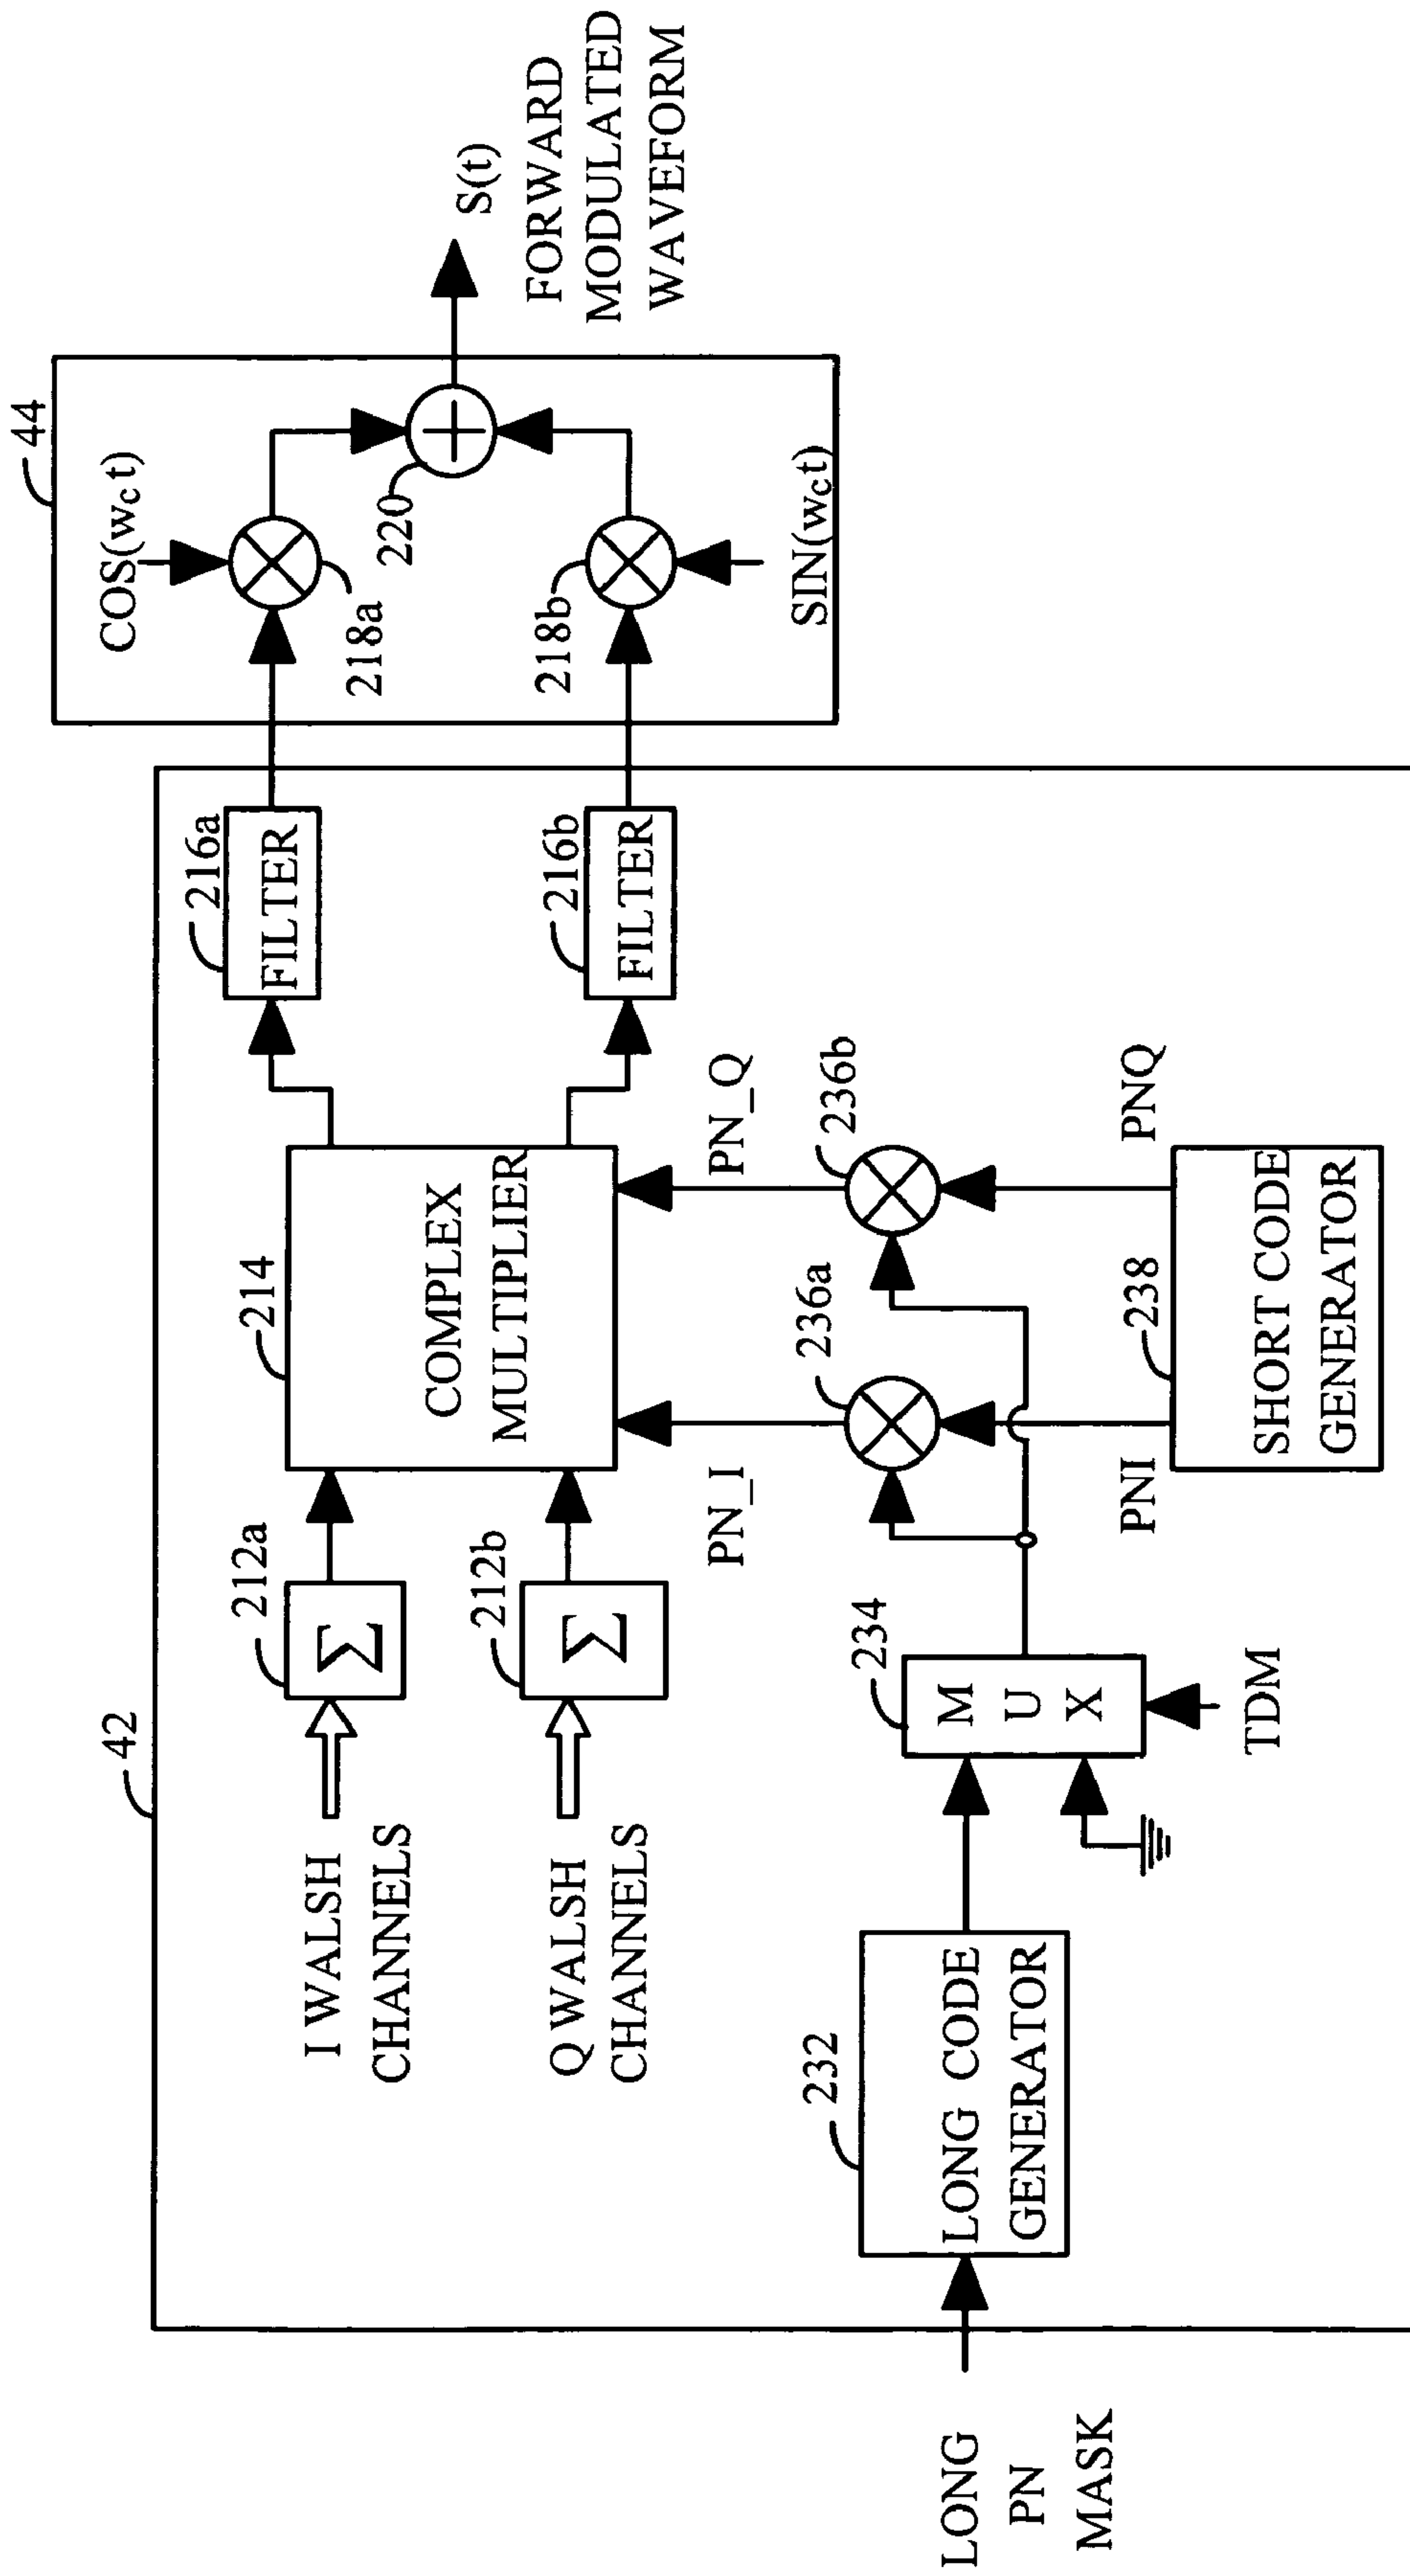 42
44
I WALSH
CHANNELS
212a
Σ
214
COMPLEX
MULTIPLIER
216a
FILTER
COS(wc t)
218a
220
S(t)
FORWARD
MODULATED
WAVEFORM
Q WALSH
CHANNELS
212b
Σ
216b
FILTER
218b
SIN(wc t)
PN_I
PN_Q
236a
236b
LONG
PN
MASK
232
LONG CODE
GENERATOR
234
M
U
X
TDM
PNI
PNQ
238
SHORT CODE
GENERATOR